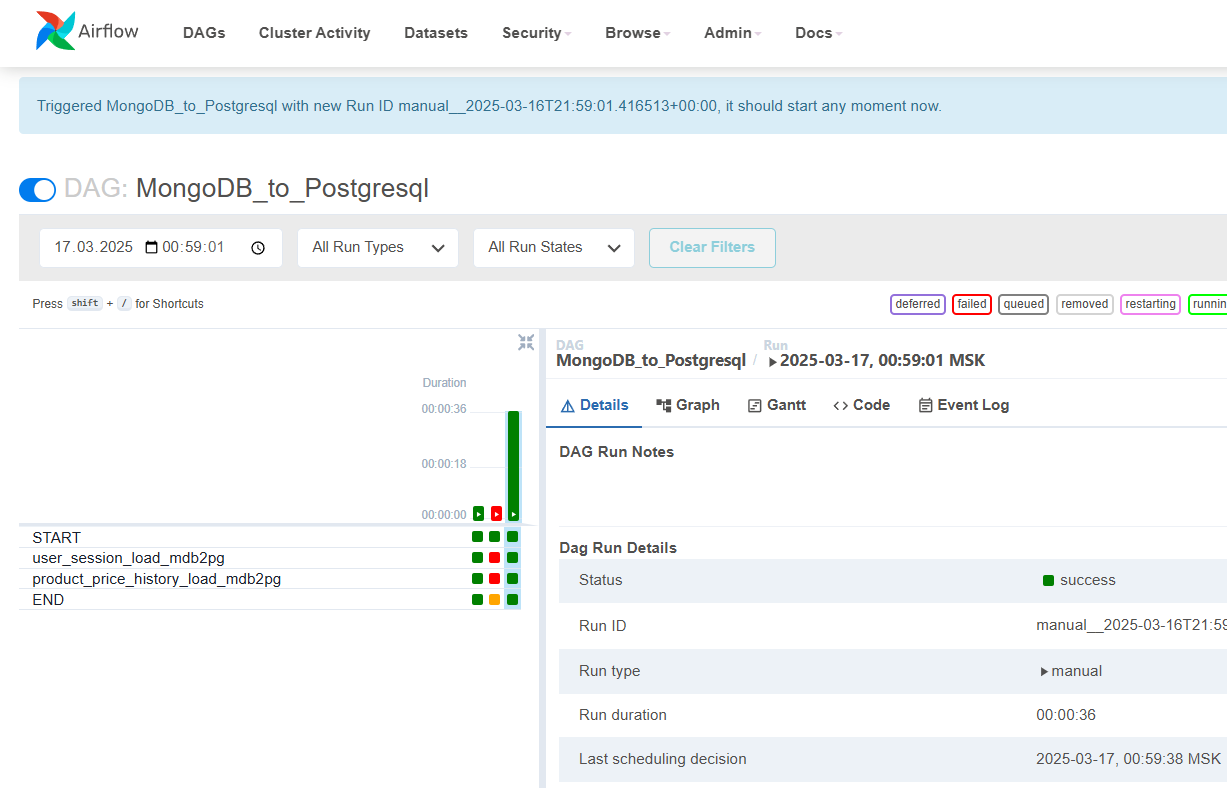 Airflow DAGs Cluster Activity Datasets Security Browse Admin Docs
Triggered MongoDB_to_Postgresql with new Run ID manual__2025-03-16T21:59:01.416513+00:00, it should start any moment now.
DAG: MongoDB_to_Postgresql
17.03.2025 00:59:01 All Run Types All Run States Clear Filters
Press shift + / for Shortcuts
deferred failed queued removed restarting runnin
Duration
00:00:36
00:00:18
00:00:00
START
user_session_load_mdb2pg
product_price_history_load_mdb2pg
END
DAG Run
MongoDB_to_Postgresql / 2025-03-17, 00:59:01 MSK
Details Graph Gantt Code Event Log
DAG Run Notes
Dag Run Details
Status success
Run ID manual__2025-03-16T21:59
Run type manual
Run duration 00:00:36
Last scheduling decision 2025-03-17, 00:59:38 MSK